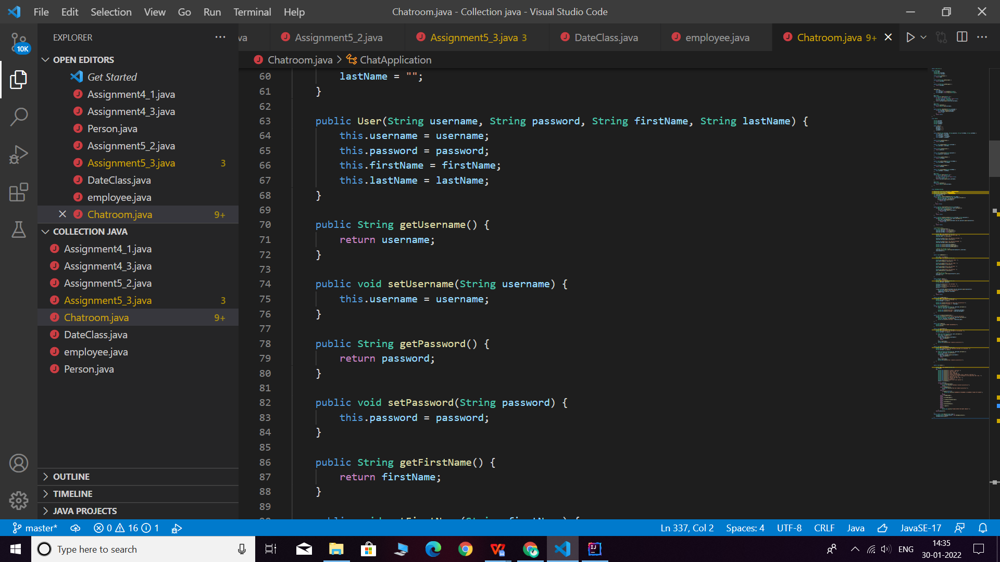 File Edit Selection View Go Run Terminal Help
Chatroom.java - Collection java - Visual Studio Code
10K
EXPLORER
OPEN EDITORS
Get Started
Assignment4_1.java
Assignment4_3.java
Person.java
Assignment5_2.java
Assignment5_3.java 3
DateClass.java
employee.java
Chatroom.java 9+
COLLECTION JAVA
Assignment4_1.java
Assignment4_3.java
Assignment5_2.java
Assignment5_3.java 3
Chatroom.java 9+
DateClass.java
employee.java
Person.java
OUTLINE
TIMELINE
JAVA PROJECTS
va Assignment5_2.java Assignment5_3.java 3 DateClass.java employee.java Chatroom.java 9+
Chatroom.java > ChatApplication
60 lastName = "";
61 }
62
63 public User(String username, String password, String firstName, String lastName) {
64 this.username = username;
65 this.password = password;
66 this.firstName = firstName;
67 this.lastName = lastName;
68 }
69
70 public String getUsername() {
71 return username;
72 }
73
74 public void setUsername(String username) {
75 this.username = username;
76 }
77
78 public String getPassword() {
79 return password;
80 }
81
82 public void setPassword(String password) {
83 this.password = password;
84 }
85
86 public String getFirstName() {
87 return firstName;
88 }
89
master* 0 16 1 Ln 337, Col 2 Spaces: 4 UTF-8 CRLF Java JavaSE-17
Type here to search
ENG
14:35
30-01-2022